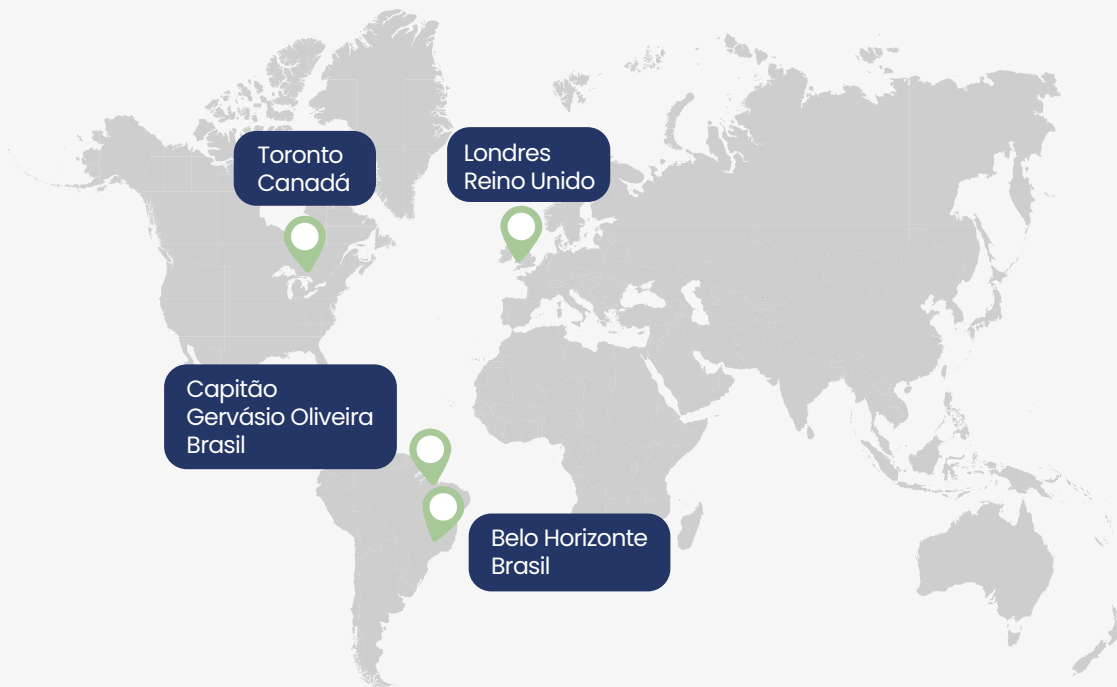 Toronto
Canadá
Londres
Reino Unido
Capitão
Gervásio Oliveira
Brasil
Belo Horizonte
Brasil